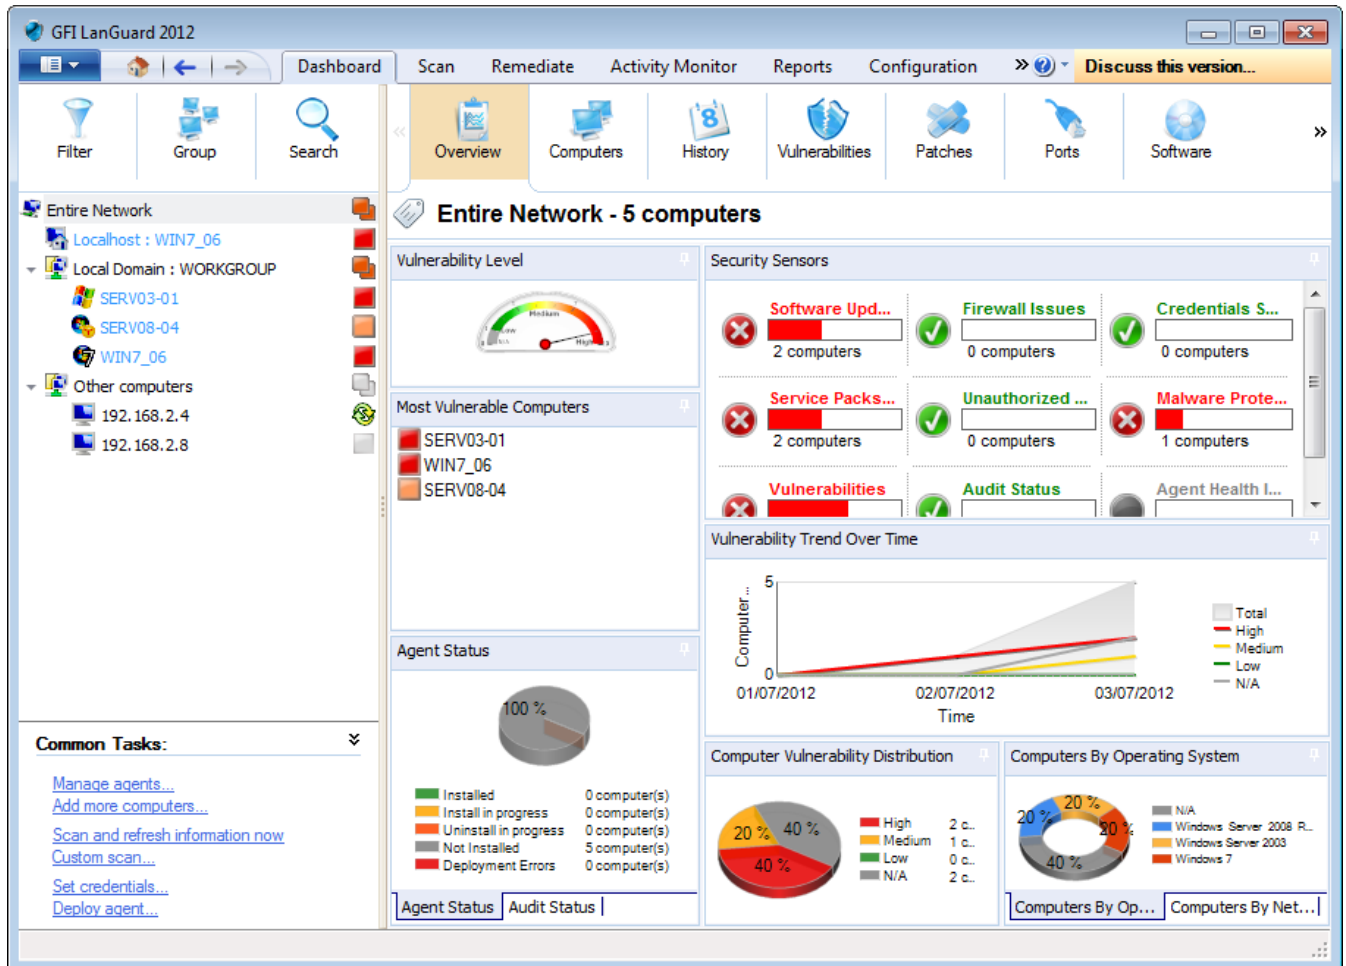 GFI LanGuard 2012
Dashboard Scan Remediate Activity Monitor Reports Configuration » Discuss this version...
Filter Group Search « Overview Computers History Vulnerabilities Patches Ports Software »
8
Entire Network
Localhost : WIN7_06
Local Domain : WORKGROUP
SERV03-01
SERV08-04
WIN7_06
Other computers
192.168.2.4
192.168.2.8
Common Tasks:
Manage agents...
Add more computers...
Scan and refresh information now
Custom scan...
Set credentials...
Deploy agent...
Entire Network - 5 computers
Vulnerability Level
Low
Medium
High
N/A
Most Vulnerable Computers
SERV03-01
WIN7_06
SERV08-04
Agent Status
100 %
Installed 0 computer(s)
Install in progress 0 computer(s)
Uninstall in progress 0 computer(s)
Not Installed 5 computer(s)
Deployment Errors 0 computer(s)
Agent Status Audit Status
Security Sensors
Software Upd... Firewall Issues Credentials S...
2 computers 0 computers 0 computers
Service Packs... Unauthorized ... Malware Prote...
2 computers 0 computers 1 computers
Vulnerabilities Audit Status Agent Health I...
Vulnerability Trend Over Time
Computer...
5
0
01/07/2012 02/07/2012 03/07/2012
Time
Total
High
Medium
Low
N/A
Computer Vulnerability Distribution
20 % 40 %
40 %
High 2 c..
Medium 1 c..
Low 0 c..
N/A 2 c..
Computers By Operating System
20 %
20 % 20 %
40 %
N/A
Windows Server 2008 R...
Windows Server 2003
Windows 7
Computers By Op... Computers By Net...